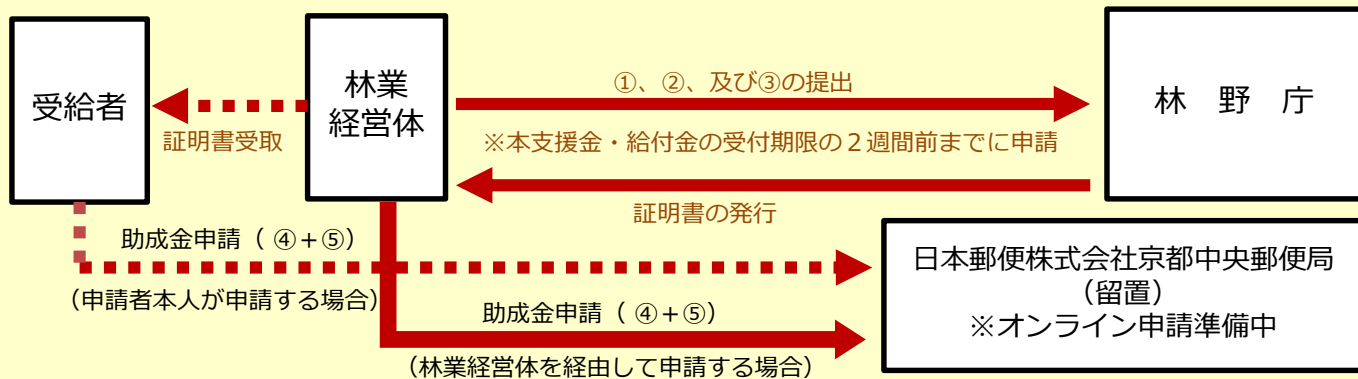 受給者
林業
経営体
①、②、及び③の提出
林 野 庁
証明書受取
※本支援金・給付金の受付期限の２週間前までに申請
証明書の発行
助成金申請（ ④＋⑤）
（申請者本人が申請する場合）
助成金申請（ ④＋⑤）
（林業経営体を経由して申請する場合）
日本郵便株式会社京都中央郵便局
（留置）
※オンライン申請準備中